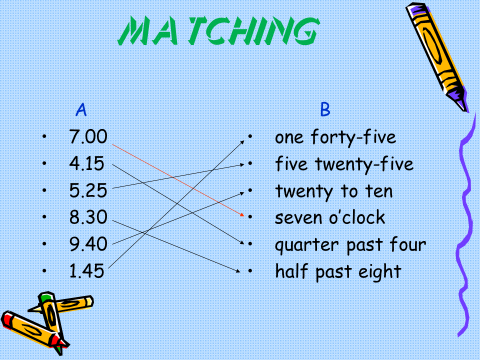 MATCHING
A B
• 7.00 • one forty-five
• 4.15 • five twenty-five
• 5.25 • twenty to ten
• 8.30 • seven o’clock
• 9.40 • quarter past four
• 1.45 • half past eight